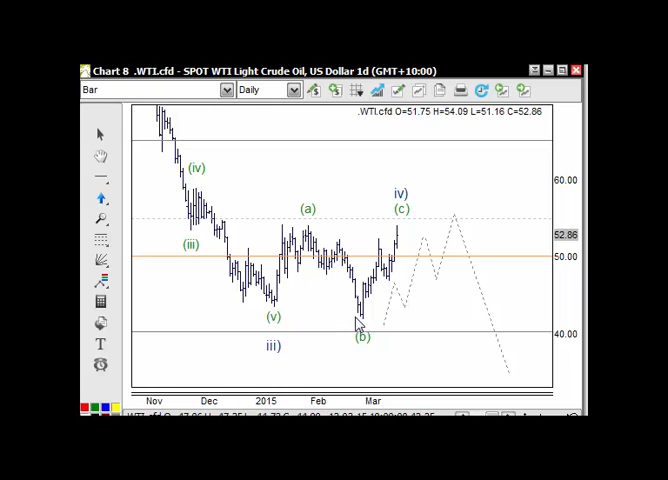 Chart 8 .WTI.cfd - SPOT WTI Light Crude Oil, US Dollar 1d (GMT+10:00)
Bar
Daily
.WTI.cfd O=51.75 H=54.09 L=51.16 C=52.86
(iv)
iv)
60.00
(a)
(c)
52.86
(iii)
50.00
(v)
(b)
40.00
iii)
T
Nov Dec 2015 Feb Mar